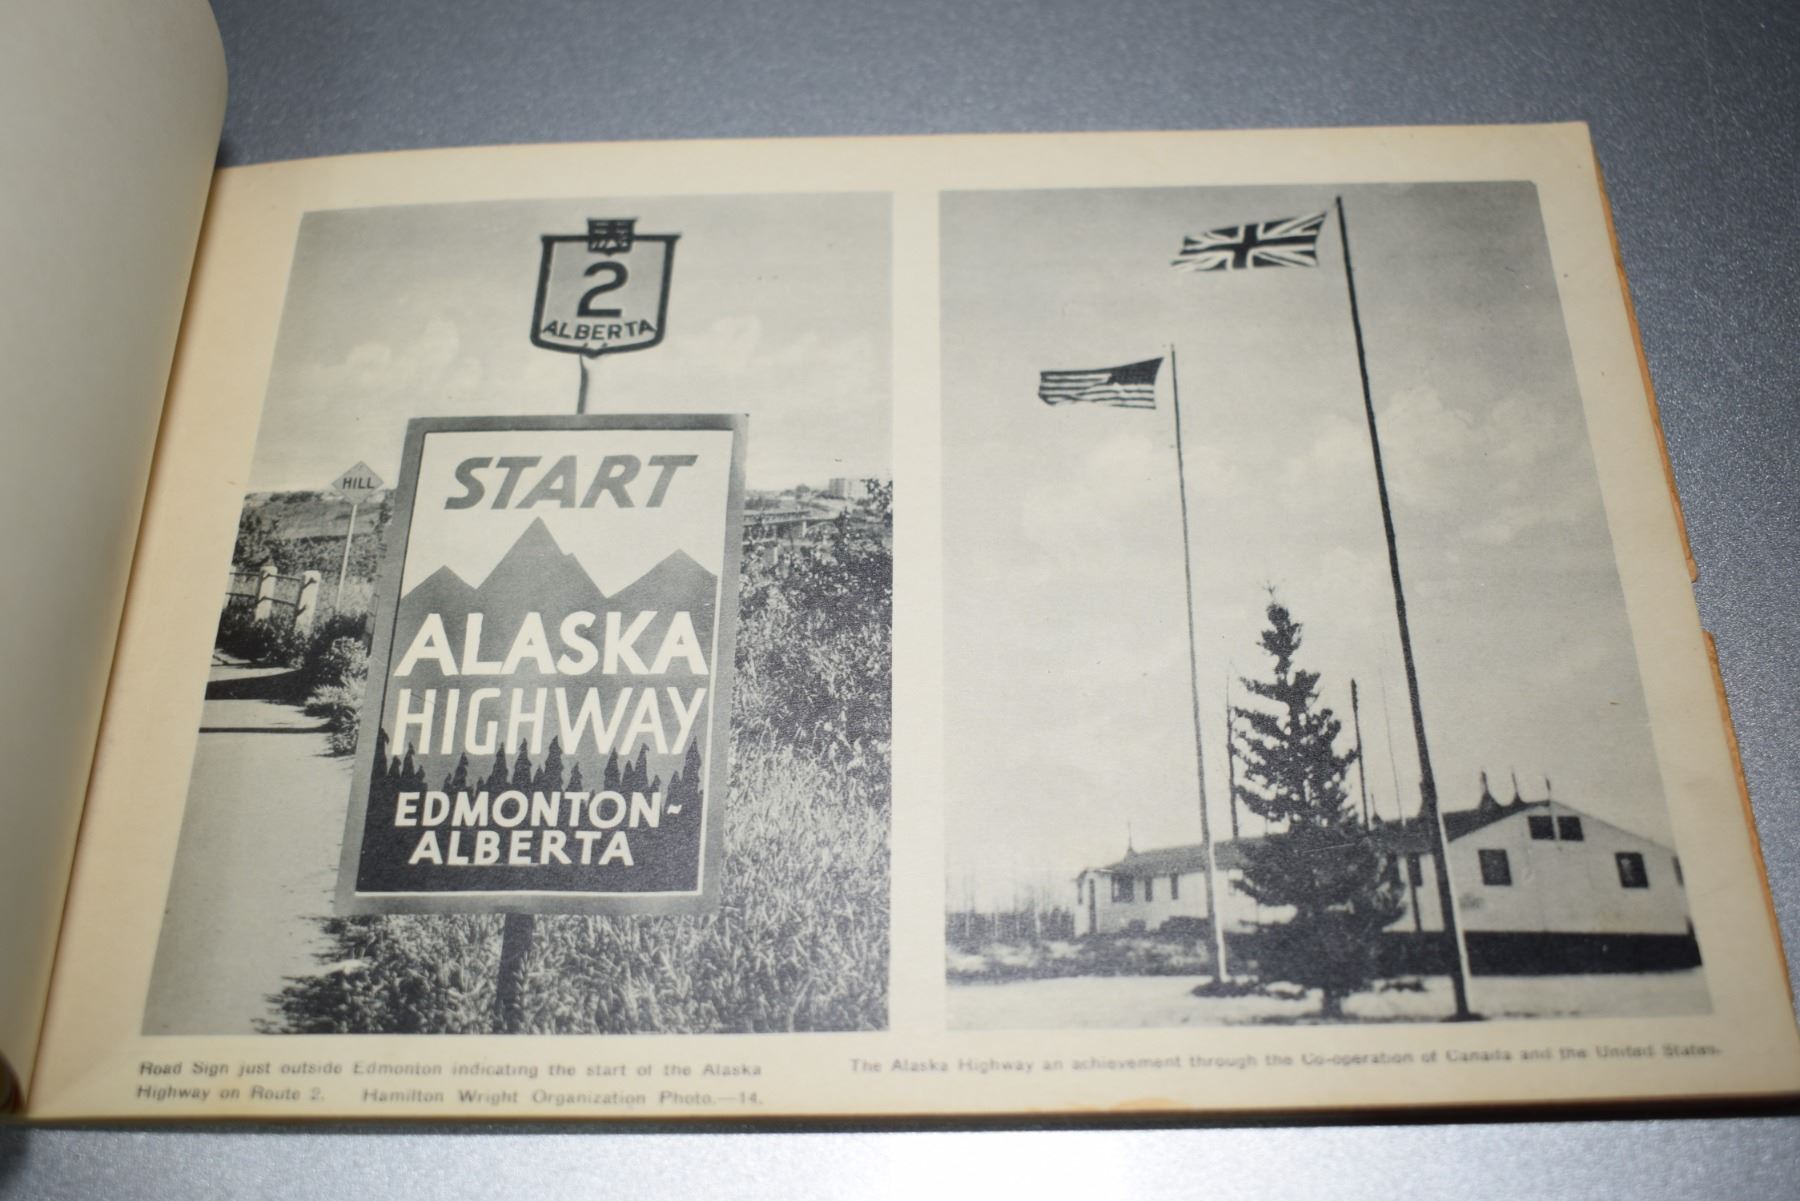 2
ALBERTA
HILL
START
ALASKA
HIGHWAY
EDMONTON-
ALBERTA
Road Sign just outside Edmonton indicating the start of the Alaska
Highway on Route 2. Hamilton Wright Organization Photo.—14.
The Alaska Highway an achievement through the Co-operation of Canada and the United States.